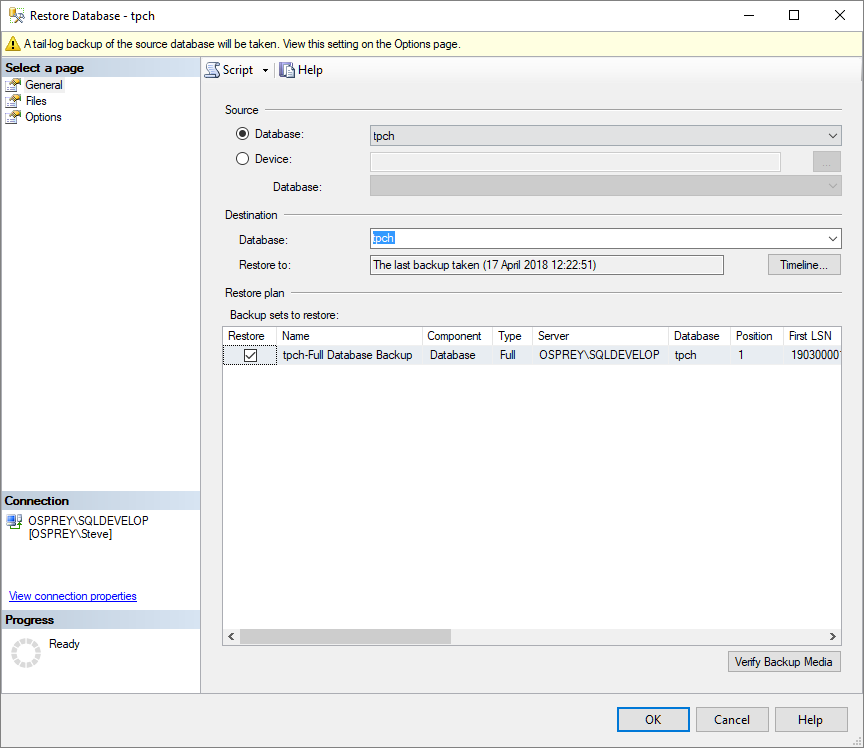 Restore Database - tpch
A tail-log backup of the source database will be taken. View this setting on the Options page.
Select a page
General
Files
Options
Script
Help
Source
Database:
tpch
Device:
...
Database:
Destination
Database:
tpch
Restore to:
The last backup taken (17 April 2018 12:22:51)
Timeline...
Restore plan
Backup sets to restore:
Restore Name Component Type Server Database Position First LSN
tpch-Full Database Backup Database Full OSPREY\SQLDEVELOP tpch 1 190300001
Connection
OSPREY\SQLDEVELOP
[OSPREY\Steve]
View connection properties
Progress
Ready
Verify Backup Media
OK Cancel Help